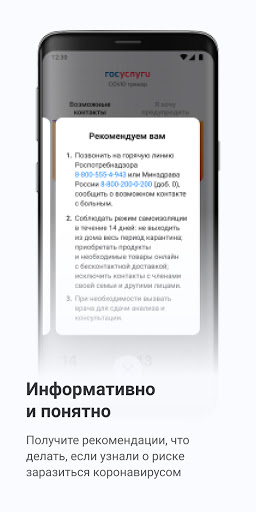 12:30
госуслуги
COVID трекер
Возможные
контакты
Я хочу
предупредить
Рекомендуем вам
1. Позвонить на горячую линию
Роспотребнадзора
8-800-555-4-943 или Минздрава
России 8-800-200-0-200 (доб. 0),
сообщить о возможном контакте
с больным.
2. Соблюдать режим самоизоляции
в течение 14 дней: не выходить
из дома весь период карантина;
приобретать продукты
и необходимые товары онлайн
с бесконтактной доставкой;
исключить контакты с членами
своей семьи и другими лицами.
3. При необходимости вызвать
врача для сдачи анализа и
консультации.
14
13
Информативно
и понятно
Получите рекомендации, что
делать, если узнали о риске
заразиться коронавирусом